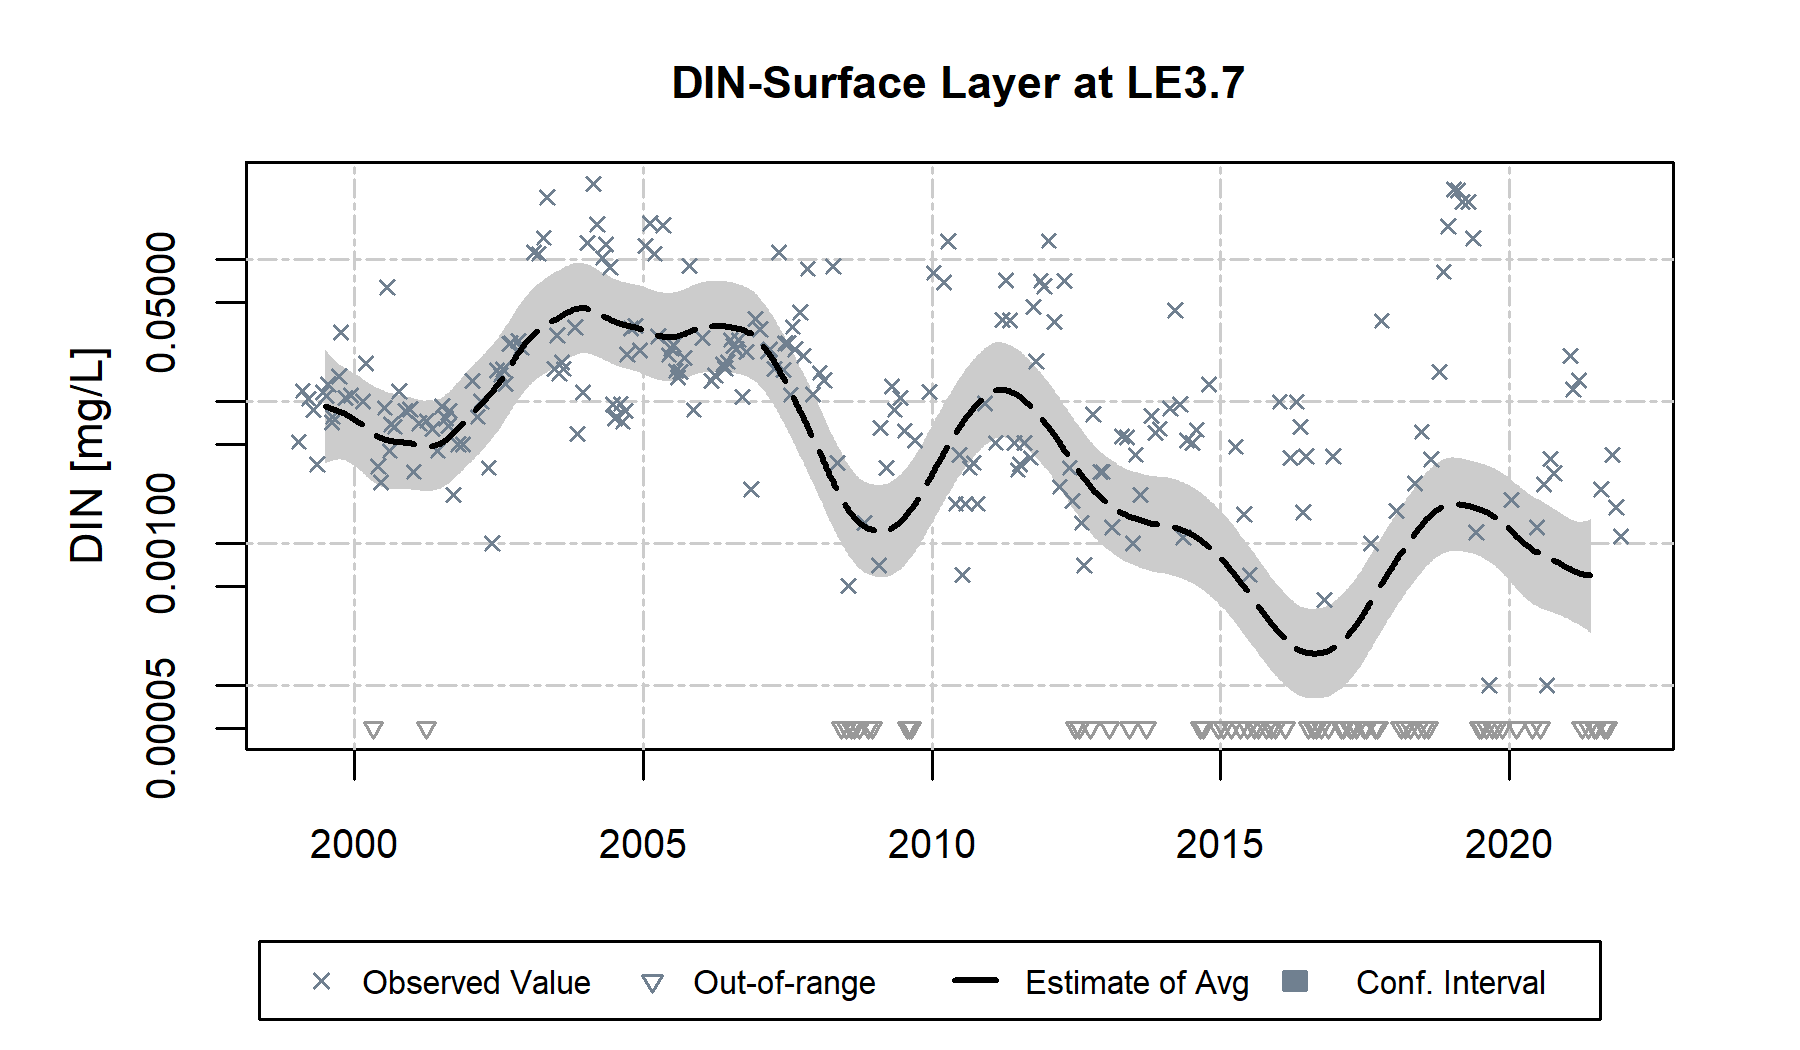 DIN-Surface Layer at LE3.7
DIN [mg/L]
0.05000
0.00100
0.00005
2000 2005 2010 2015 2020
Observed Value Out-of-range Estimate of Avg Conf. Interval